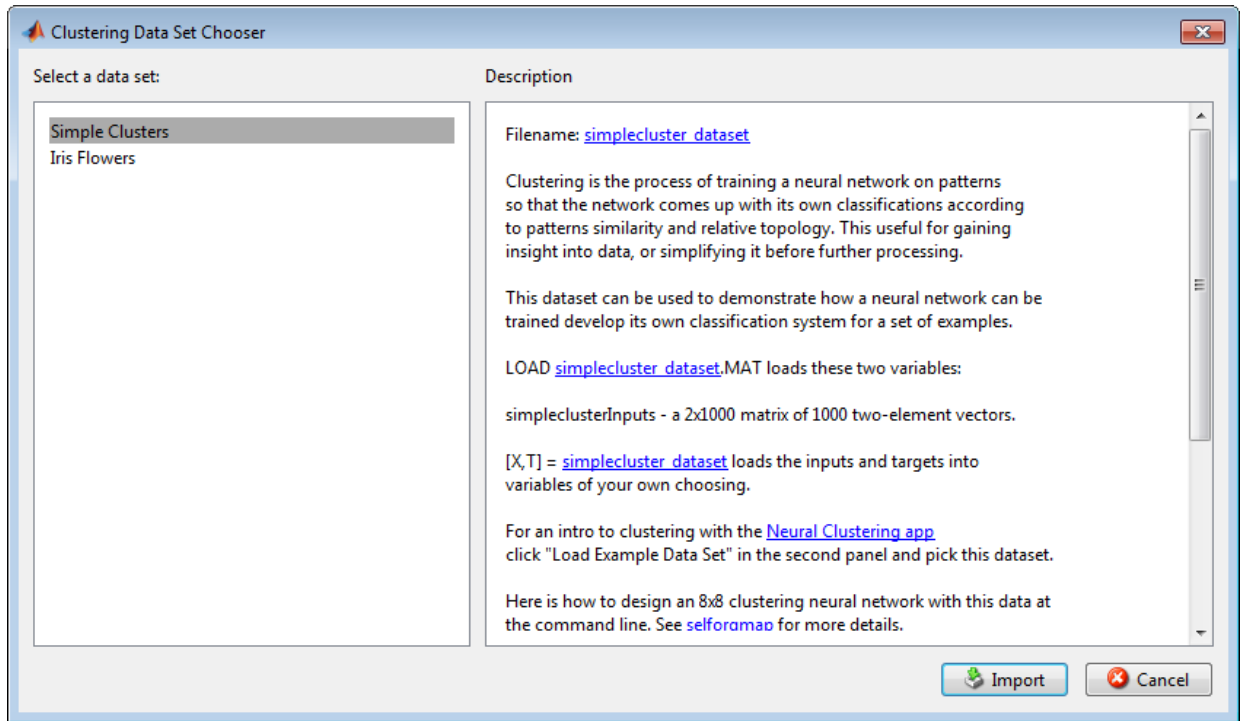 Clustering Data Set Chooser
Select a data set:
Simple Clusters
Iris Flowers
Description
Filename: simplecluster_dataset
Clustering is the process of training a neural network on patterns
so that the network comes up with its own classifications according
to patterns similarity and relative topology. This useful for gaining
insight into data, or simplifying it before further processing.
This dataset can be used to demonstrate how a neural network can be
trained develop its own classification system for a set of examples.
LOAD simplecluster_dataset.MAT loads these two variables:
simpleclusterInputs - a 2x1000 matrix of 1000 two-element vectors.
[X,T] = simplecluster_dataset loads the inputs and targets into
variables of your own choosing.
For an intro to clustering with the Neural Clustering app
click "Load Example Data Set" in the second panel and pick this dataset.
Here is how to design an 8x8 clustering neural network with this data at
the command line. See selforgmap for more details.
Import
Cancel